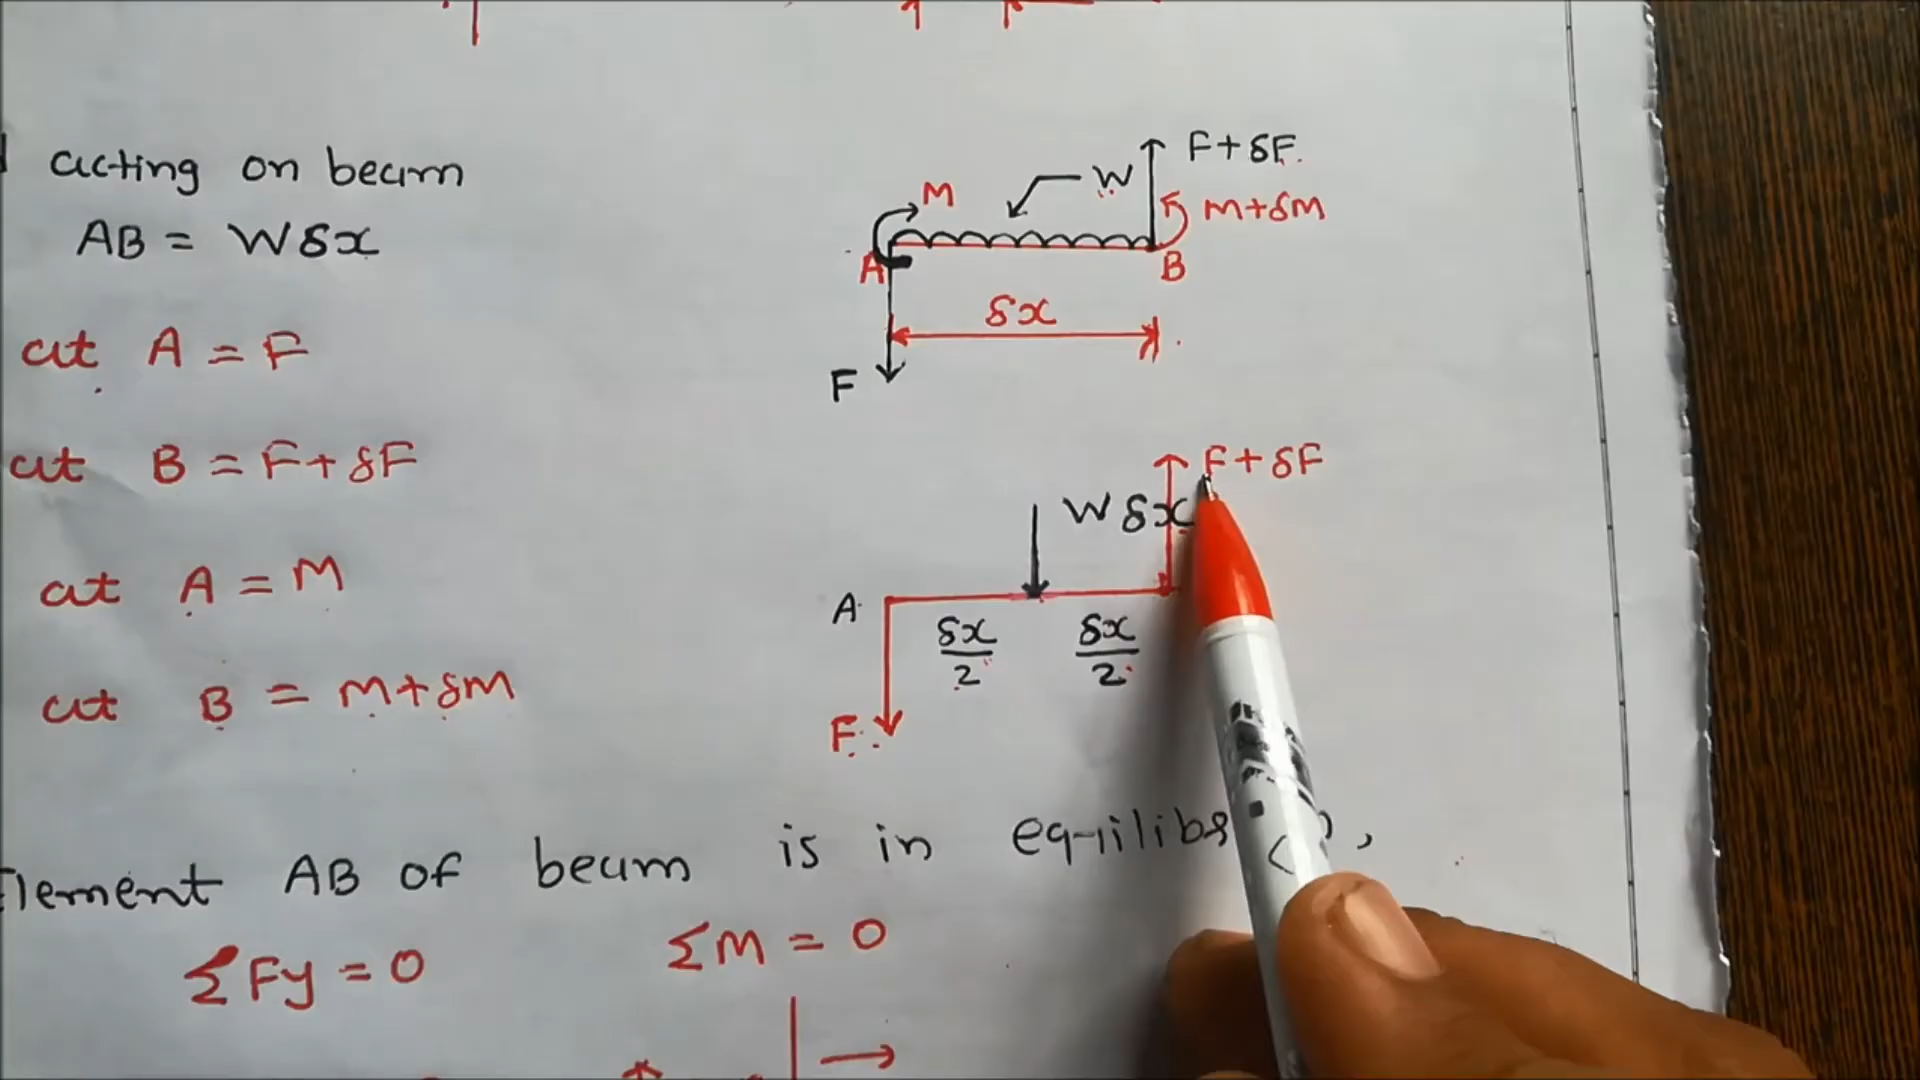 acting on beam
AB = Wδx
at A = F
at B = F+δF
at A = M
at B = M+δM
F+δF
W
M
M+δM
A
B
δx
F
F+δF
Wδx
A
δx/2
δx/2
F
Element AB of beam is in
ΣFy = 0
ΣM = 0